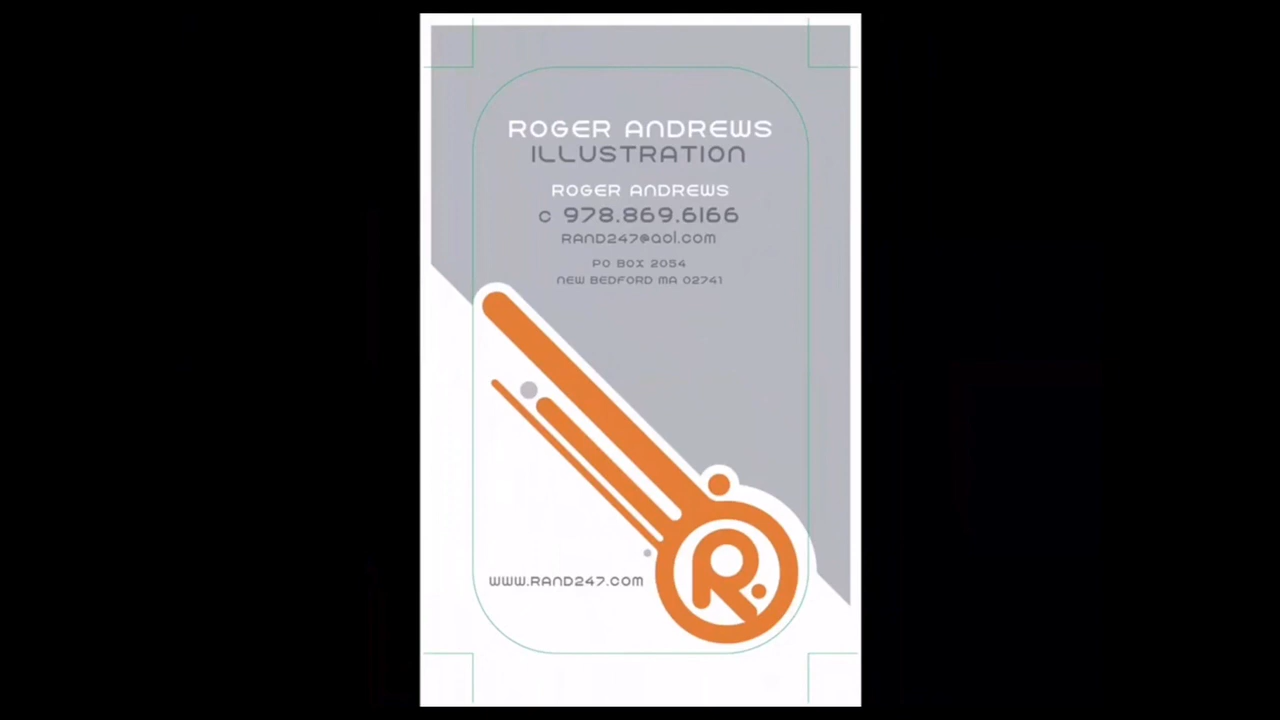 ROGER ANDREWS
ILLUSTRATION
ROGER ANDREWS
C 978.869.6166
RAND247@aol.com
PO BOX 2054
NEW BEDFORD MA 02741
WWW.RAND247.COM
R.